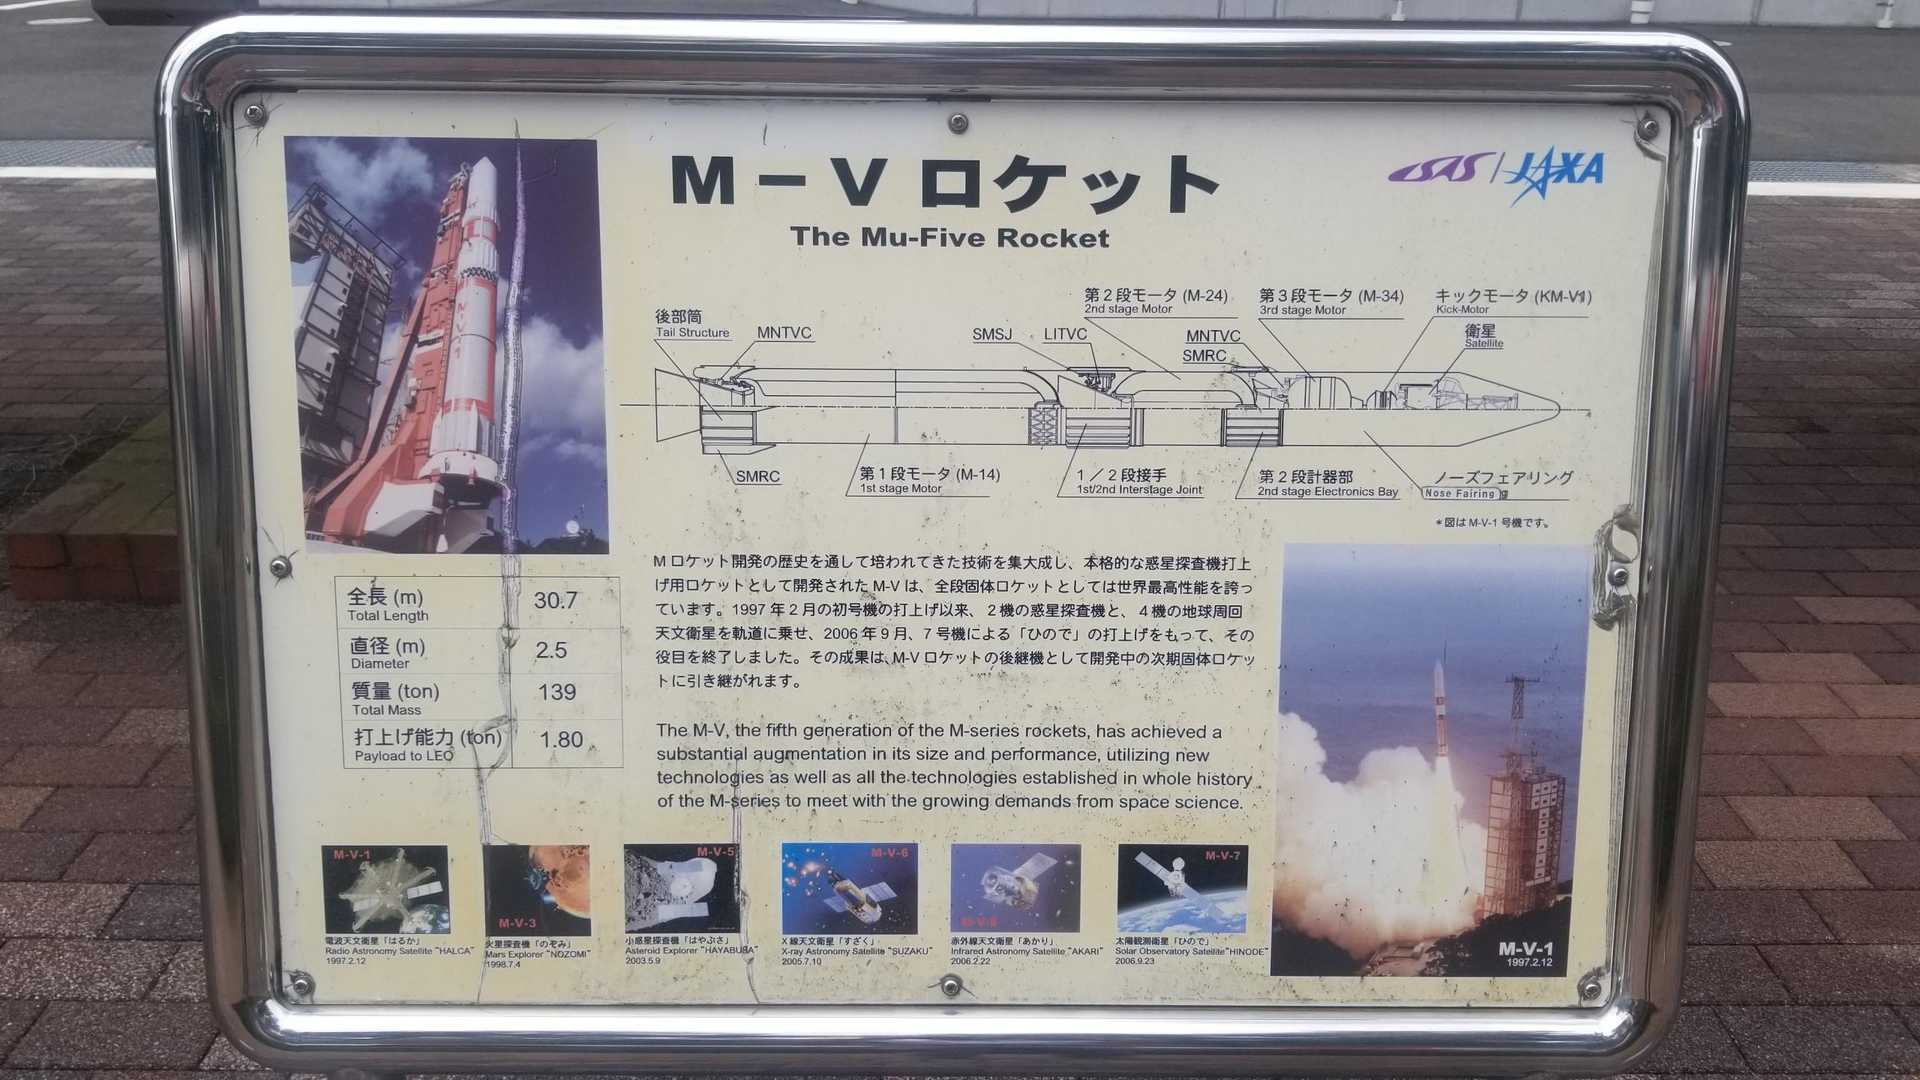 M-Vロケット
The Mu-Five Rocket
ISAS/JAXA
後部筒
Tail Structure
MNTVC
SMSJ
LITVC
第2段モータ (M-24)
2nd stage Motor
MNTVC
SMRC
第3段モータ (M-34)
3rd stage Motor
キックモータ (KM-V1)
Kick-Motor
衛星
Satellite
SMRC
第1段モータ (M-14)
1st stage Motor
1／2段接手
1st/2nd Interstage Joint
第2段計器部
2nd stage Electronics Bay
ノーズフェアリング
Nose Fairing
＊図はM-V-1号機です。
全長 (m)
Total Length
30.7
直径 (m)
Diameter
2.5
質量 (ton)
Total Mass
139
打上げ能力 (ton)
Payload to LEO
1.80
Mロケット開発の歴史を通して培われてきた技術を集大成し、本格的な惑星探査機打上
げ用ロケットとして開発されたM-Vは、全段固体ロケットとしては世界最高性能を誇っ
ています。1997年2月の初号機の打上げ以来、2機の惑星探査機と、4機の地球周回
天文衛星を軌道に乗せ、2006年9月、7号機による「ひので」の打上げをもって、その
役目を終了しました。その成果は、M-Vロケットの後継機として開発中の次期固体ロケッ
トに引き継がれます。
The M-V, the fifth generation of the M-series rockets, has achieved a
substantial augmentation in its size and performance, utilizing new
technologies as well as all the technologies established in whole history
of the M-series to meet with the growing demands from space science.
M-V-1
電波天文衛星「はるか」
Radio Astronomy Satellite "HALCA"
1997.2.12
M-V-3
火星探査機「のぞみ」
Mars Explorer "NOZOMI"
1998.7.4
M-V-5
小惑星探査機「はやぶさ」
Asteroid Explorer "HAYABUSA"
2003.5.9
M-V-6
X線天文衛星「すざく」
X-ray Astronomy Satellite "SUZAKU"
2005.7.10
M-V-8
赤外線天文衛星「あかり」
Infrared Astronomy Satellite "AKARI"
2006.2.22
M-V-7
太陽観測衛星「ひので」
Solar Observatory Satellite "HINODE"
2006.9.23
M-V-1
1997.2.12